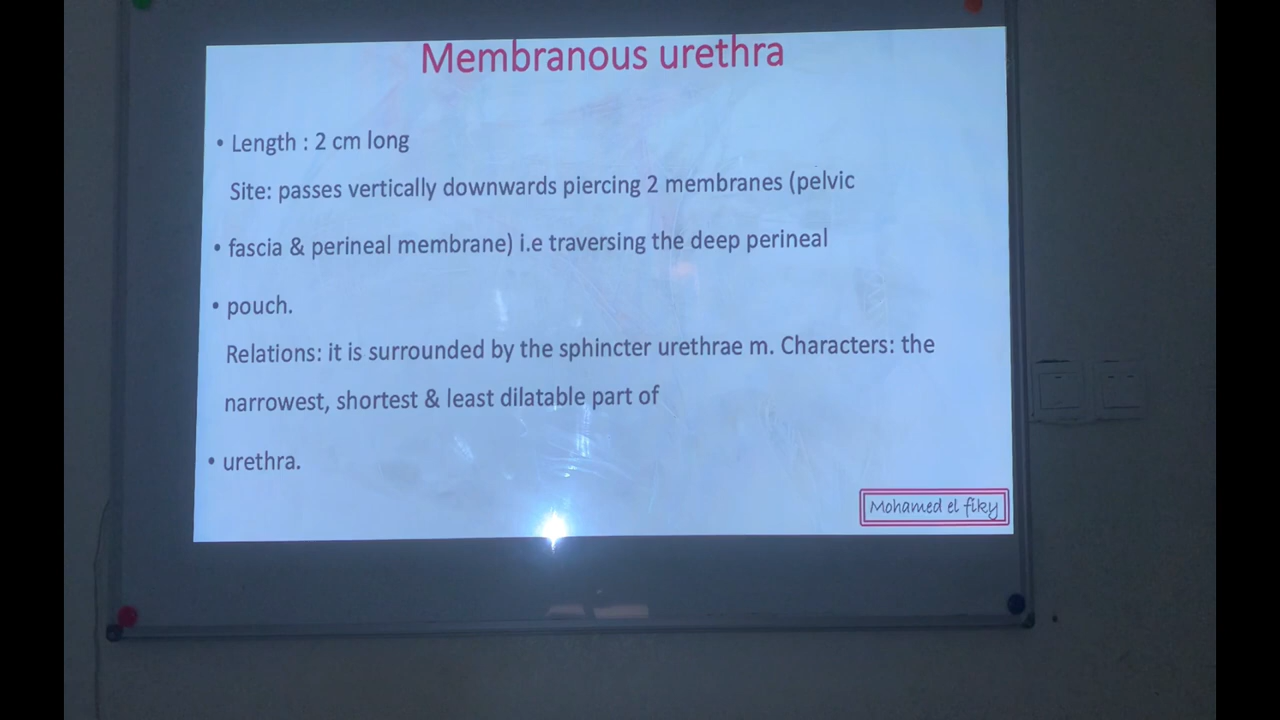 Membranous urethra
• Length : 2 cm long
Site: passes vertically downwards piercing 2 membranes (pelvic
• fascia & perineal membrane) i.e traversing the deep perineal
• pouch.
Relations: it is surrounded by the sphincter urethrae m. Characters: the
narrowest, shortest & least dilatable part of
• urethra.
Mohamed el fiky